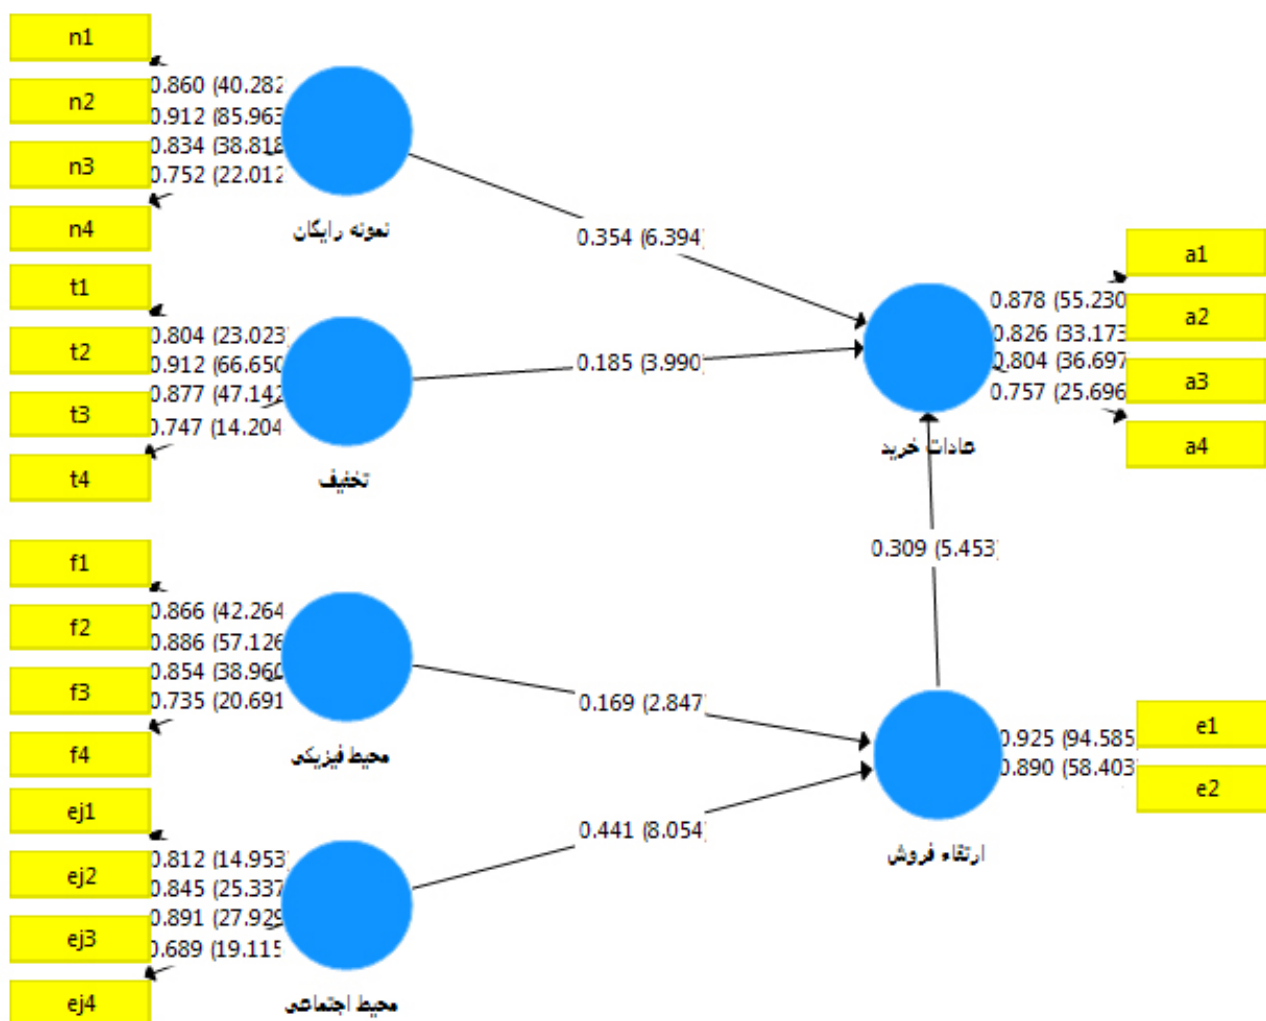 n1
n2
n3
n4
0.860 (40.282
0.912 (85.963
0.834 (38.818
0.752 (22.012
نمونه رایگان
t1
t2
t3
t4
0.804 (23.023)
0.912 (66.650
0.877 (47.142
0.747 (14.204
تخفیف
f1
f2
f3
f4
0.866 (42.264
0.886 (57.126
0.854 (38.960
0.735 (20.691
محیط فیزیکی
ej1
ej2
ej3
ej4
0.812 (14.953)
0.845 (25.337
0.891 (27.929
0.689 (19.115
محیط اجتماعی
0.354 (6.394)
0.185 (3.990)
0.169 (2.847)
0.441 (8.054)
0.309 (5.453)
عادات خرید
0.878 (55.230
0.826 (33.173
0.804 (36.697
0.757 (25.696
a1
a2
a3
a4
ارتقاء فروش
0.925 (94.585
0.890 (58.403
e1
e2